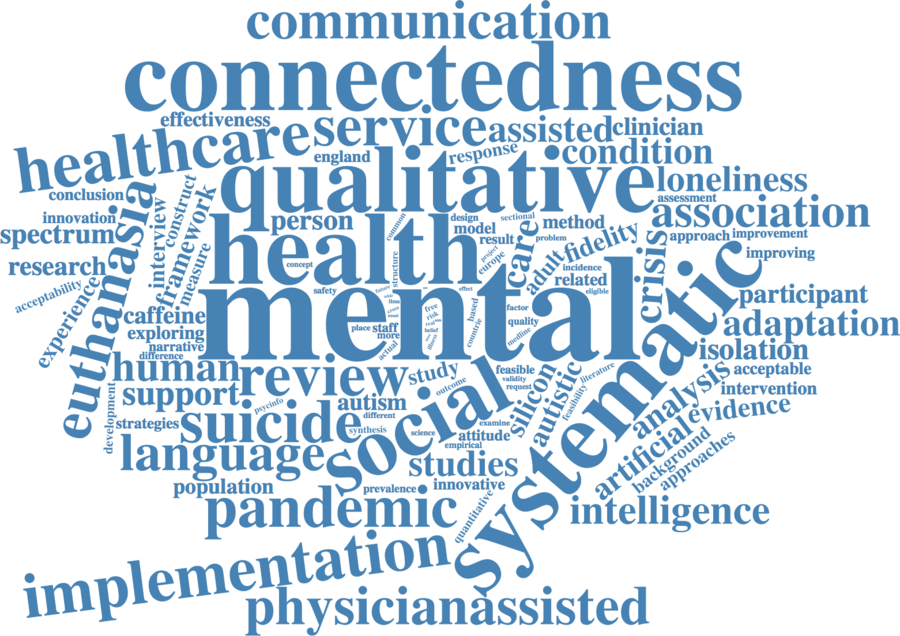 communication
connectedness
effectiveness
healthcare
service
assisted
clinician
england
response
condition
conclusion
qualitative
loneliness
assessment
innovation
euthanasia
interview
construct
framework
measure
person
common
design
sectional
model
method
association
spectrum
health
result
problem
care
fidelity
approach
improvement
research
concept
structure
project
europe
adult
crisis
improving
acceptability
experience
safety
future
effect
incidence
related
eligible
mental
systematic
participant
caffeine
exploring
narrative
difference
place
staff
more
actual
free
risk
belief
based
countrie
factor
quality
medline
adaptation
isolation
human
review
study
outcome
feasible
validity
request
silicon
autistic
literature
feasibility
analysis
acceptable
intervention
support
development
psycinfo
autism
different
social
strategies
suicide
synthesis
science
examine
attitude
empirical
evidence
language
studies
artificial
background
approaches
population
prevalence
innovative
pandemic
quantitative
intelligence
implementation
physicianassisted